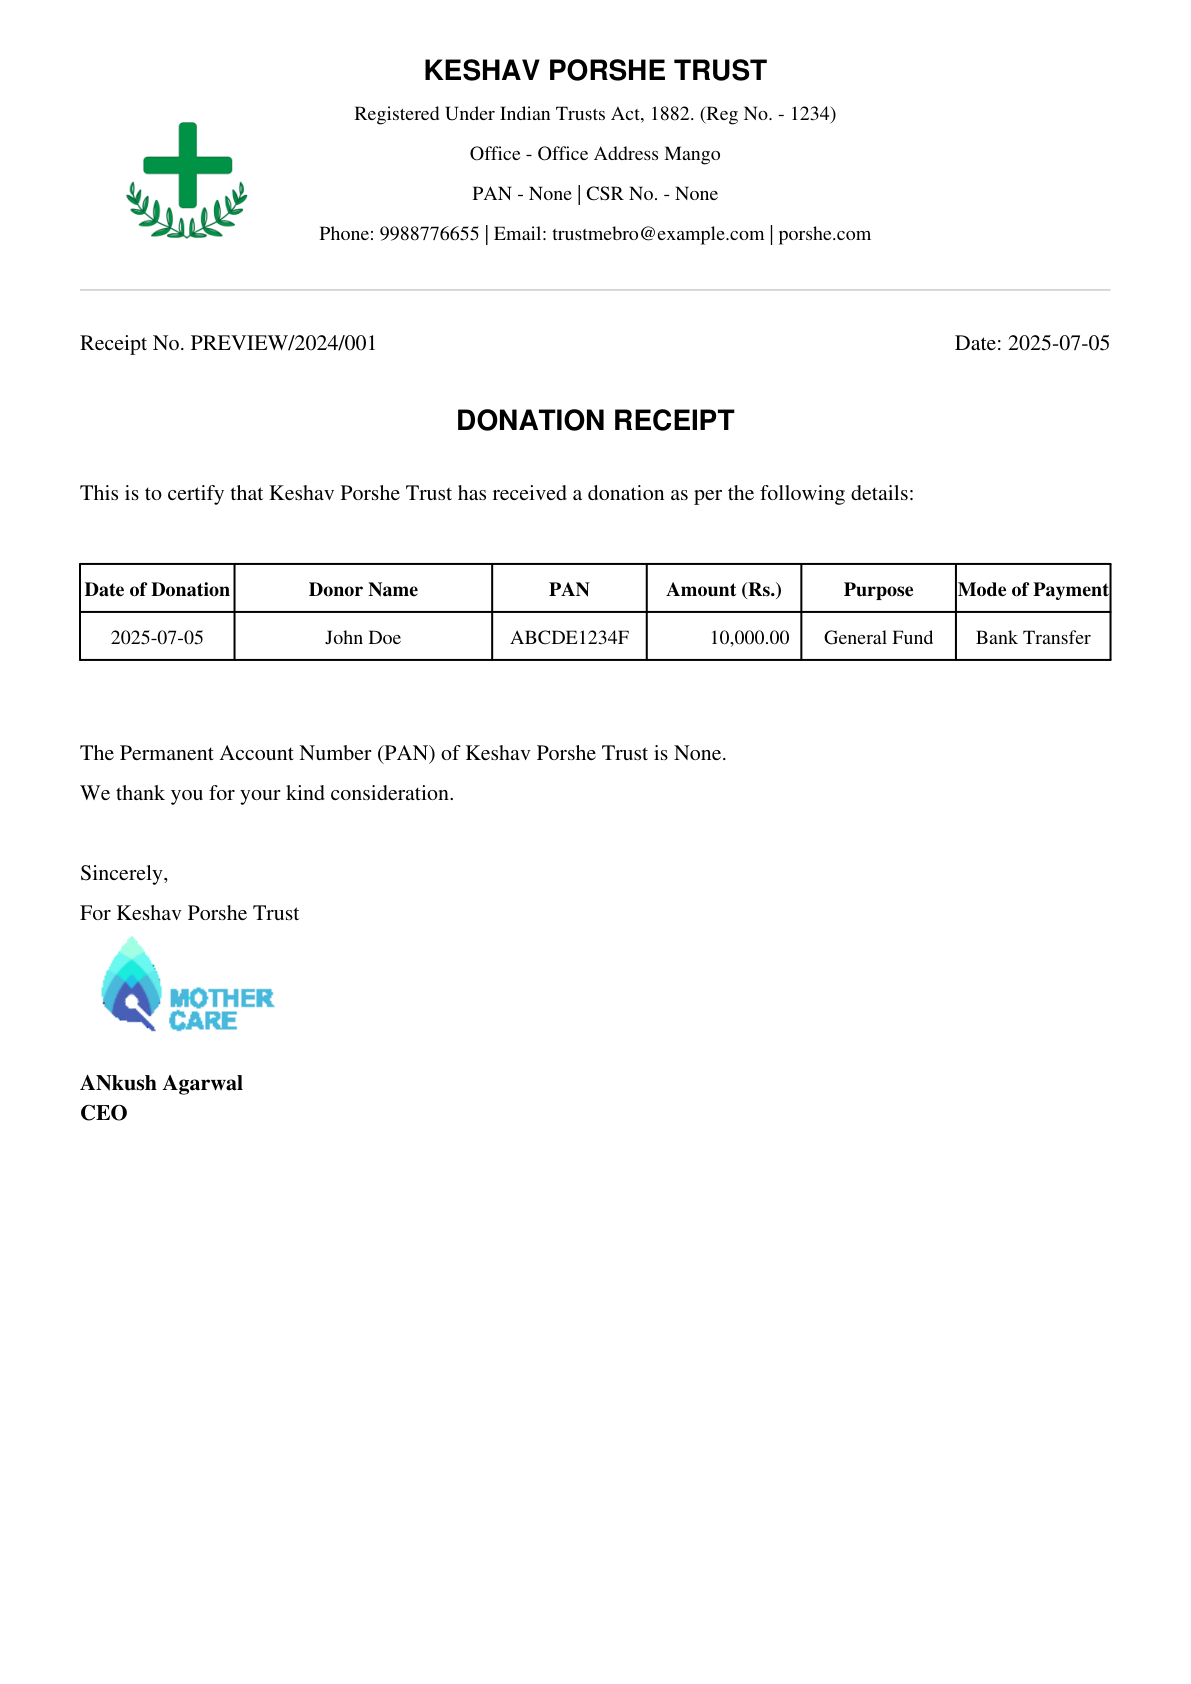 KESHAV PORSHE TRUST
Registered Under Indian Trusts Act, 1882. (Reg No. - 1234)
Office - Office Address Mango
PAN - None | CSR No. - None
Phone: 9988776655 | Email: trustmebro@example.com | porshe.com
Receipt No. PREVIEW/2024/001 Date: 2025-07-05
DONATION RECEIPT
This is to certify that Keshav Porshe Trust has received a donation as per the following details:
Date of Donation Donor Name PAN Amount (Rs.) Purpose Mode of Payment
2025-07-05 John Doe ABCDE1234F 10,000.00 General Fund Bank Transfer
The Permanent Account Number (PAN) of Keshav Porshe Trust is None.
We thank you for your kind consideration.
Sincerely,
For Keshav Porshe Trust
MOTHER
CARE
ANkush Agarwal
CEO